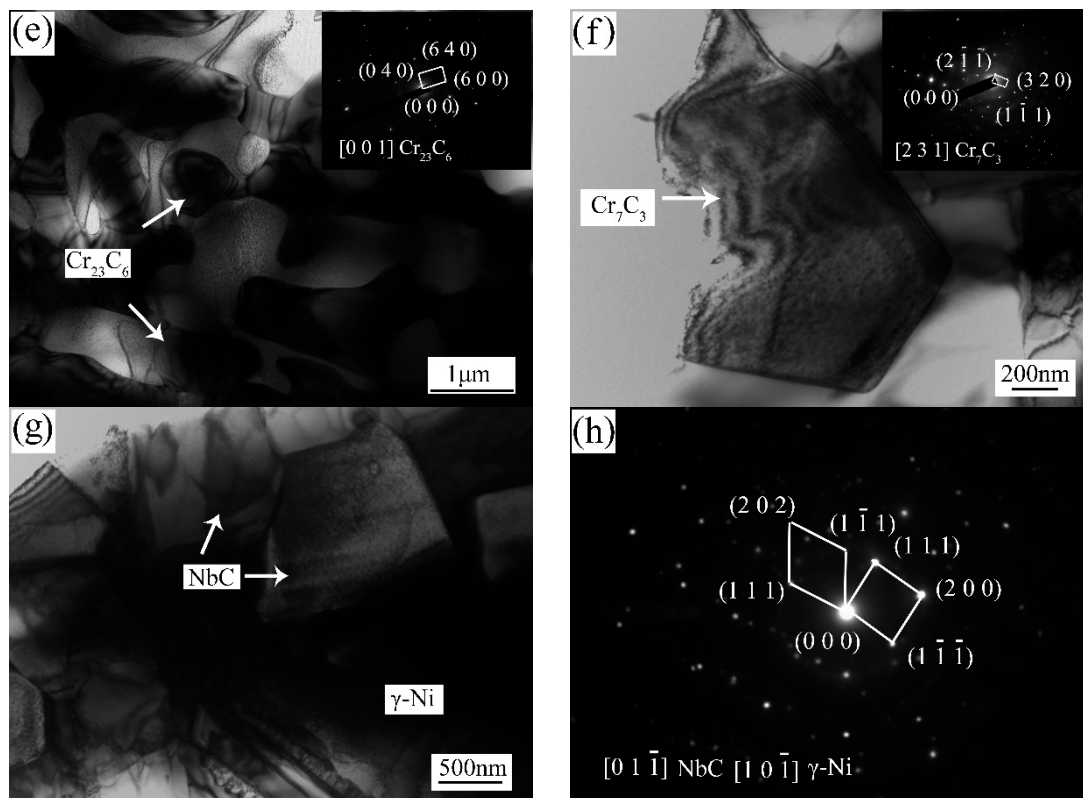 (e)
(6 4 0)
(0 4 0)
(6 0 0)
(0 0 0)
[0 0 1] Cr₂₃C₆
Cr₂₃C₆
1μm
(f)
(2 1̄ 1̄)
(3 2 0)
(0 0 0)
(1 1̄ 1)
[2 3 1] Cr₇C₃
Cr₇C₃
200nm
(g)
NbC
γ-Ni
500nm
(h)
(2 0 2)
(1 1̄ 1)
(1 1 1)
(1 1 1)
(2 0 0)
(0 0 0)
(1 1̄ 1̄)
[0 1 1̄] NbC [1 0 1̄] γ-Ni